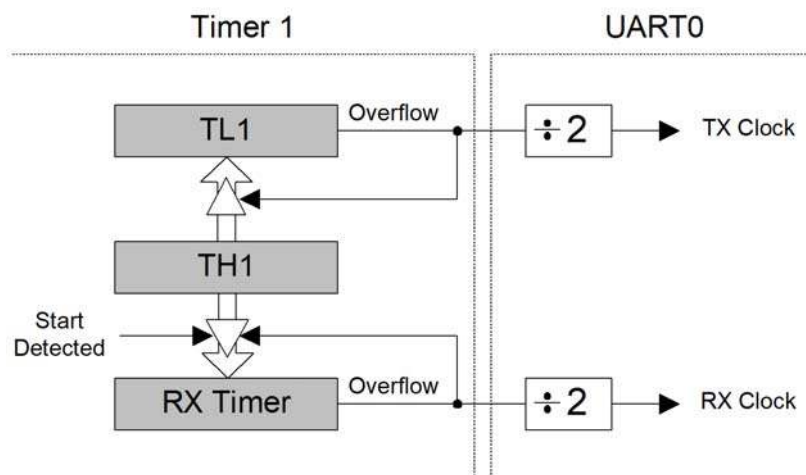 Timer 1
UART0
TL1
Overflow
÷2
TX Clock
TH1
Start
Detected
RX Timer
Overflow
÷2
RX Clock